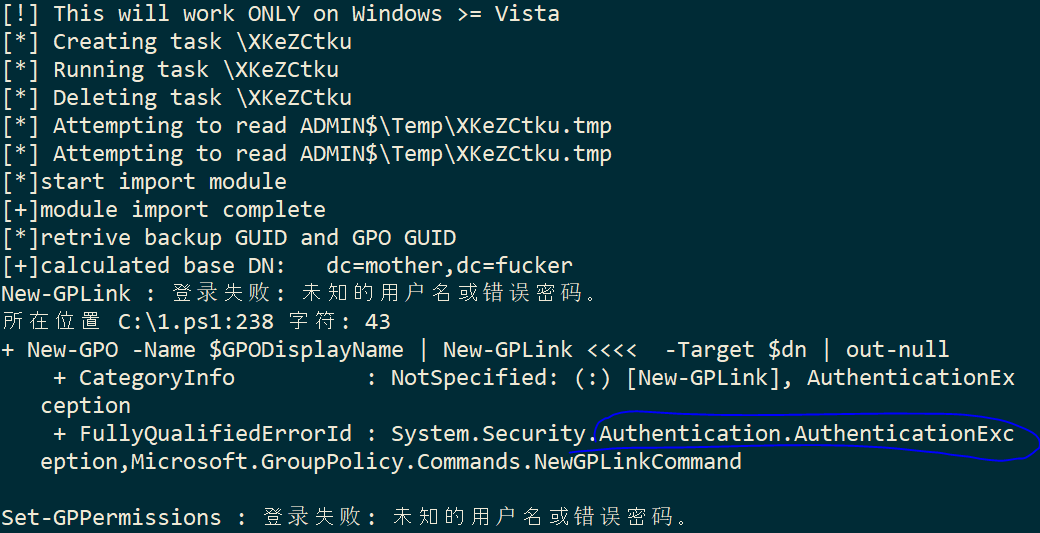 [!] This will work ONLY on Windows >= Vista
[*] Creating task \XKeZCtku
[*] Running task \XKeZCtku
[*] Deleting task \XKeZCtku
[*] Attempting to read ADMIN$\Temp\XKeZCtku.tmp
[*] Attempting to read ADMIN$\Temp\XKeZCtku.tmp
[*]start import module
[+]module import complete
[*]retrive backup GUID and GPO GUID
[+]calculated base DN:   dc=mother,dc=fucker
New-GPLink : 登录失败: 未知的用户名或错误密码。
所在位置 C:\1.ps1:238 字符: 43
+ New-GPO -Name $GPODisplayName | New-GPLink <<<<  -Target $dn | out-null
    + CategoryInfo          : NotSpecified: (:) [New-GPLink], AuthenticationEx
   ception
    + FullyQualifiedErrorId : System.Security.Authentication.AuthenticationExc
   eption,Microsoft.GroupPolicy.Commands.NewGPLinkCommand
Set-GPPermissions : 登录失败: 未知的用户名或错误密码。